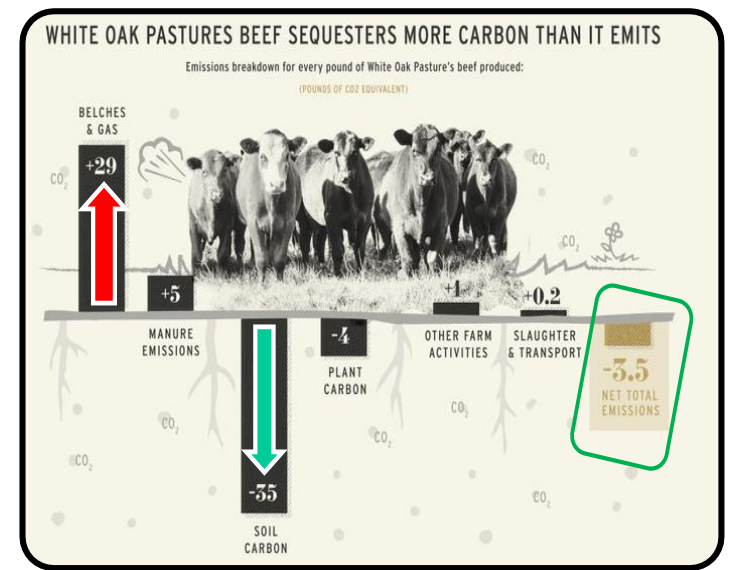 WHITE OAK PASTURES BEEF SEQUESTERS MORE CARBON THAN IT EMITS
Emissions breakdown for every pound of White Oak Pasture's beef produced:
(POUNDS OF CO2 EQUIVALENT)
BELCHES
& GAS
+29
CO2
CO2
CO2
+5
+1
+0.2
MANURE
EMISSIONS
-4
PLANT
CARBON
OTHER FARM
ACTIVITIES
SLAUGHTER
& TRANSPORT
-3.5
NET TOTAL
EMISSIONS
CO2
CO2
CO2
CO2
CO2
-35
SOIL
CARBON